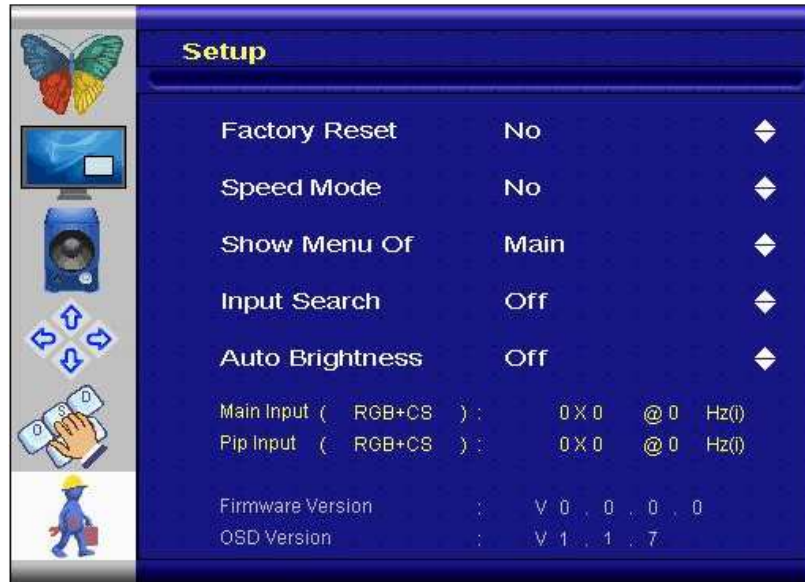 Setup
Factory Reset No
Speed Mode No
Show Menu Of Main
Input Search Off
Auto Brightness Off
Main Input ( RGB+CS ) : 0 X 0 @ 0 Hz(i)
Pip Input ( RGB+CS ) : 0 X 0 @ 0 Hz(i)
Firmware Version : V 0 . 0 . 0 . 0
OSD Version : V 1 . 1 . 7
O S D